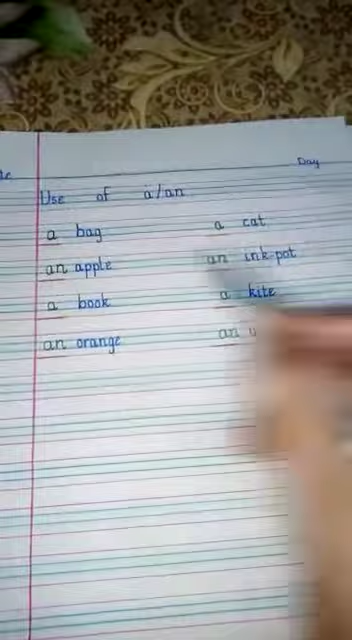 Day
Use of a/an
a bag
a cat
an apple
an ink-pot
a book
a kite
an orange
an